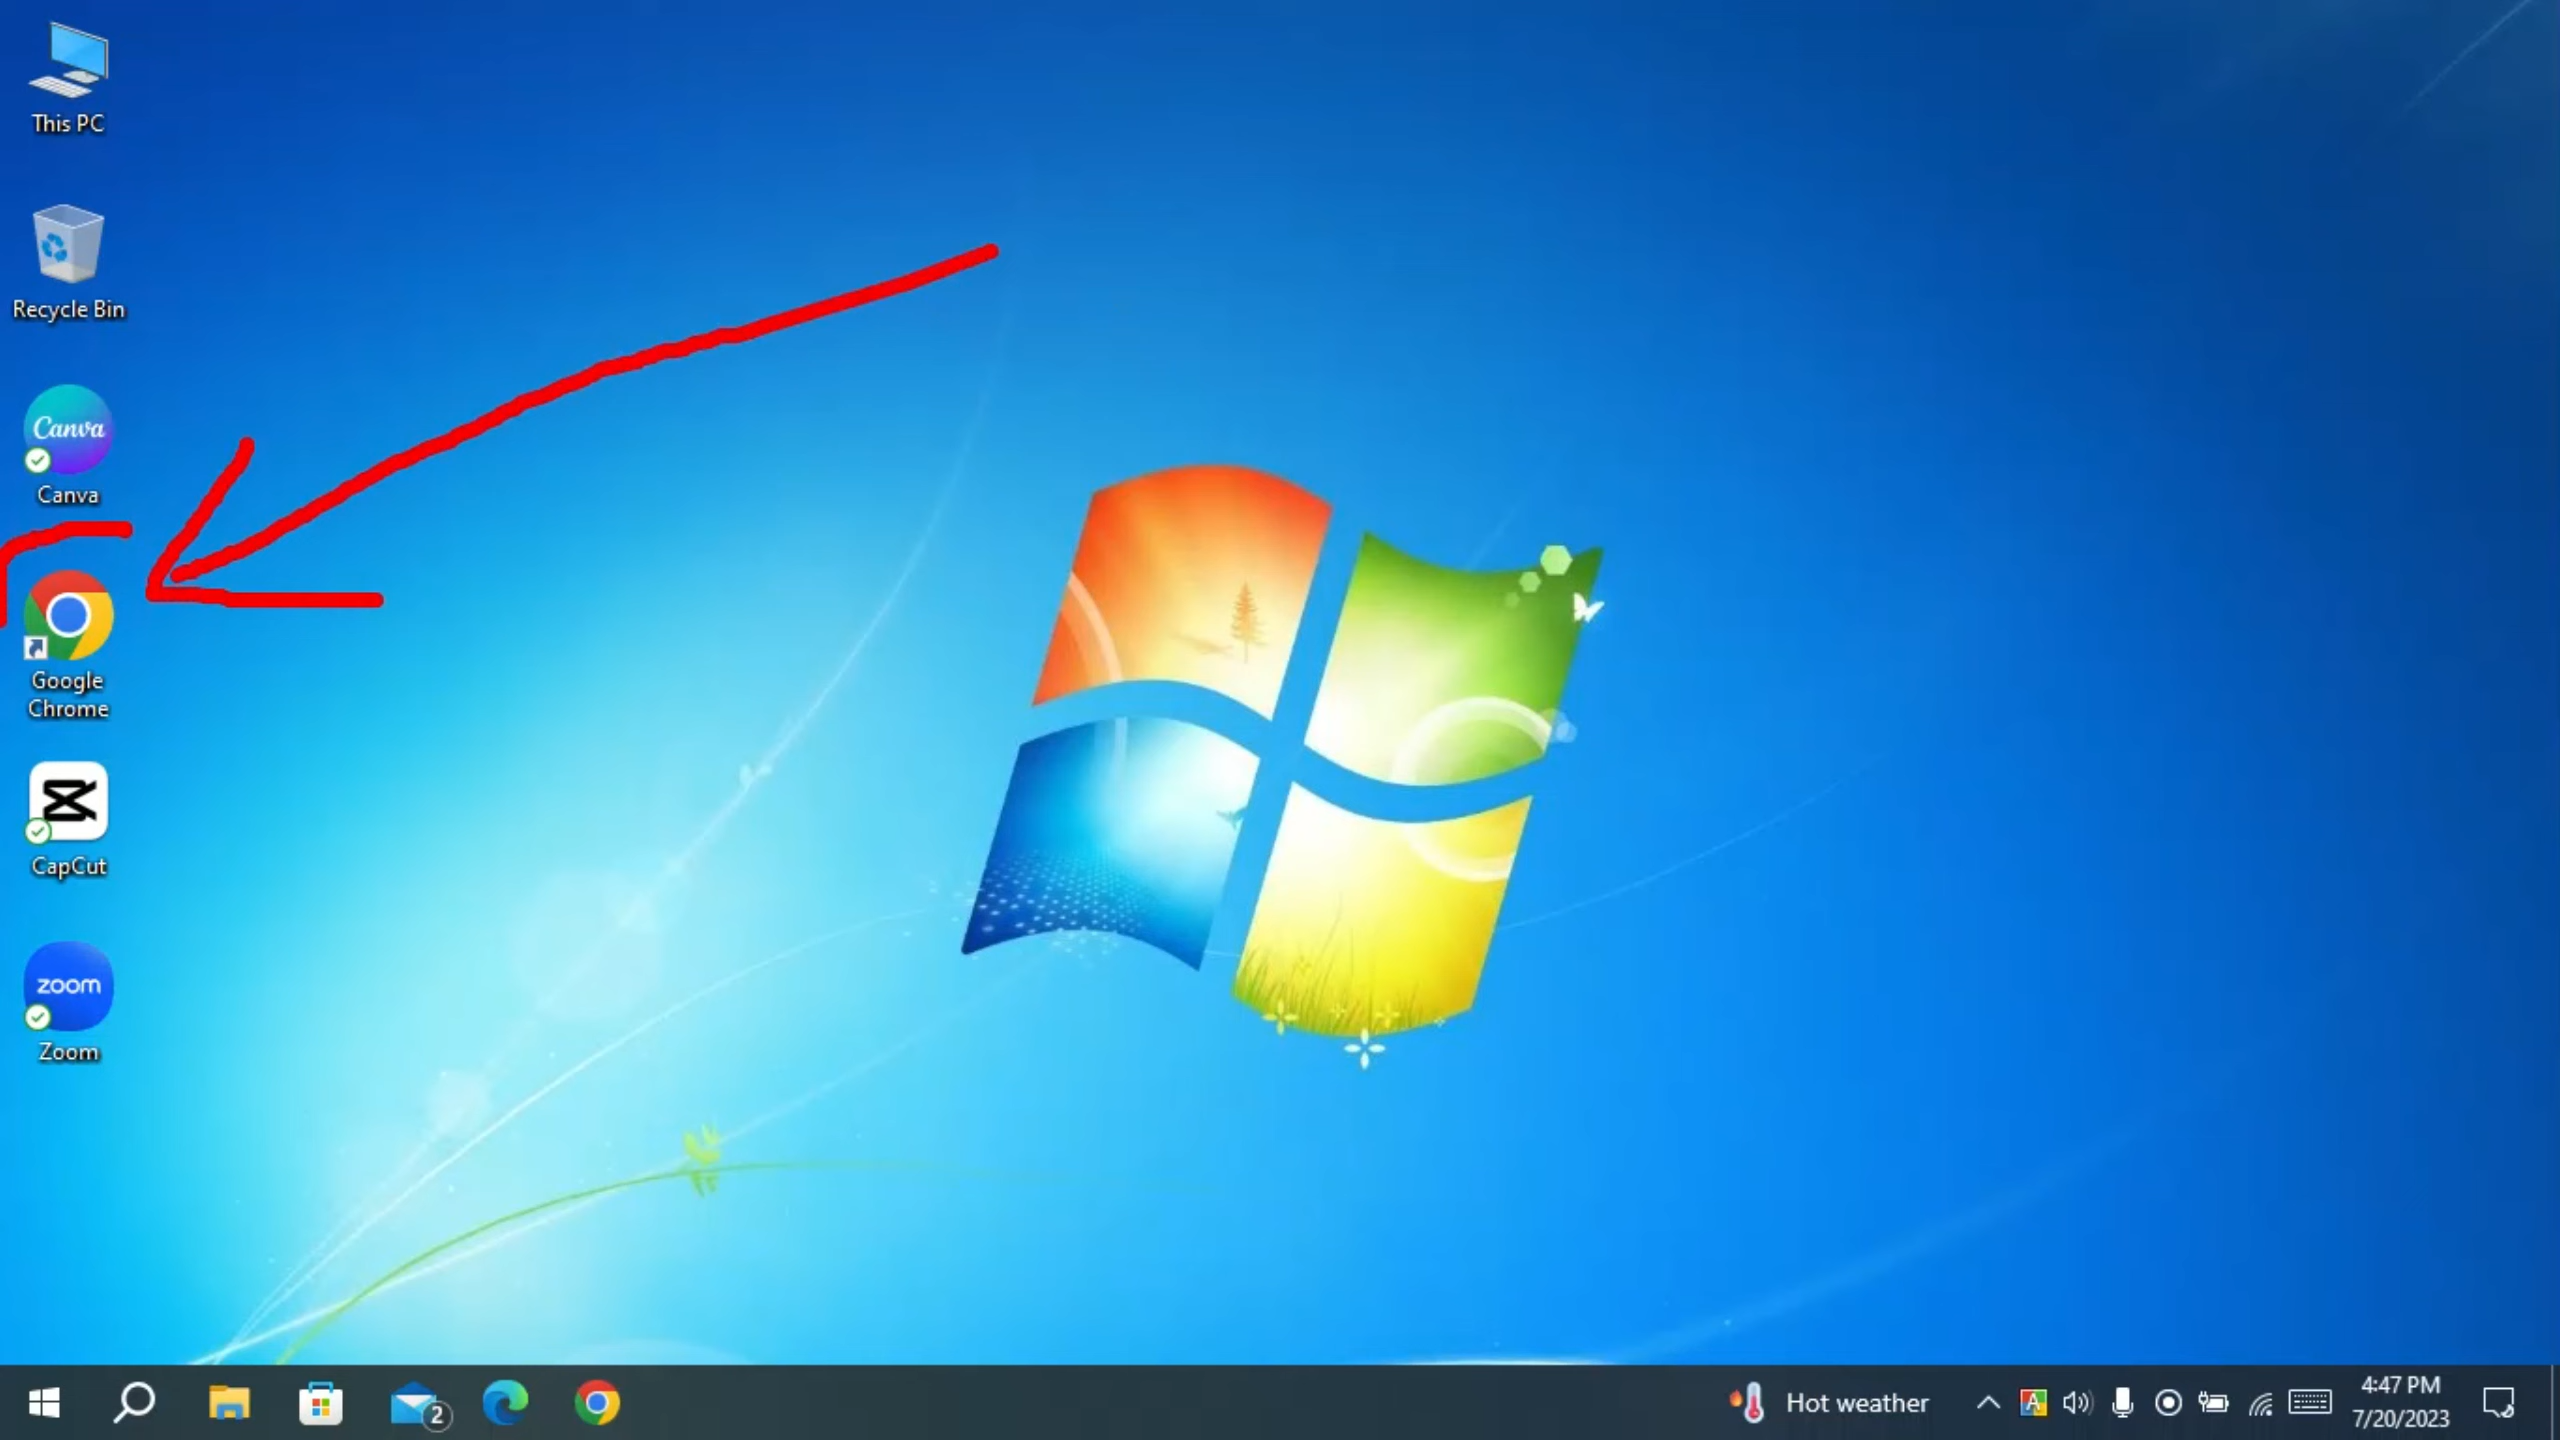 This PC
Recycle Bin
Canva
Canva
Google
Chrome
CapCut
zoom
Zoom
2
Hot weather
A
4:47 PM
7/20/2023